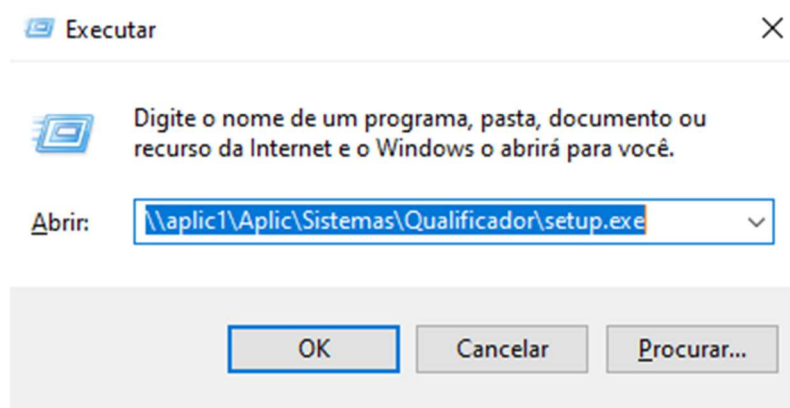 Executar
Digite o nome de um programa, pasta, documento ou
recurso da Internet e o Windows o abrirá para você.
Abrir: \\aplic1\Aplic\Sistemas\Qualificador\setup.exe
OK Cancelar Procurar...